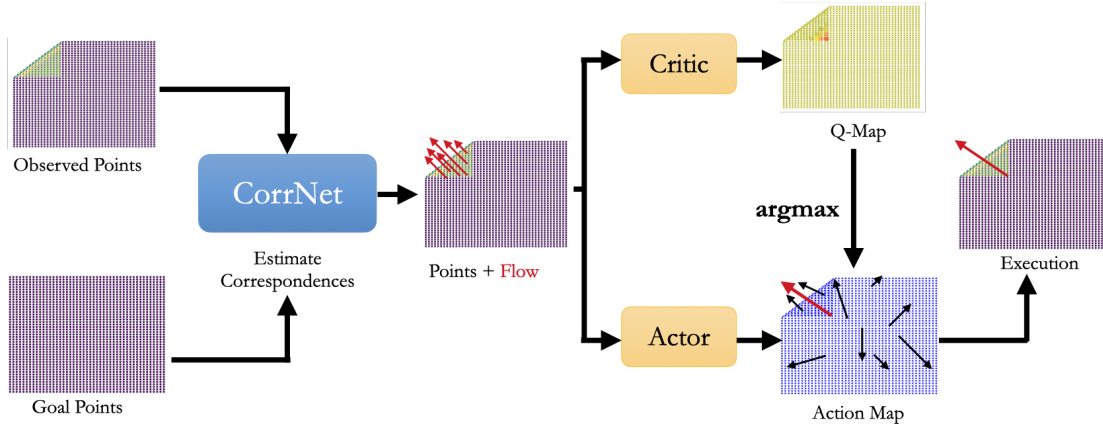 Observed Points
Goal Points
CorrNet
Estimate
Correspondences
Points + Flow
Critic
Actor
Q-Map
argmax
Action Map
Execution